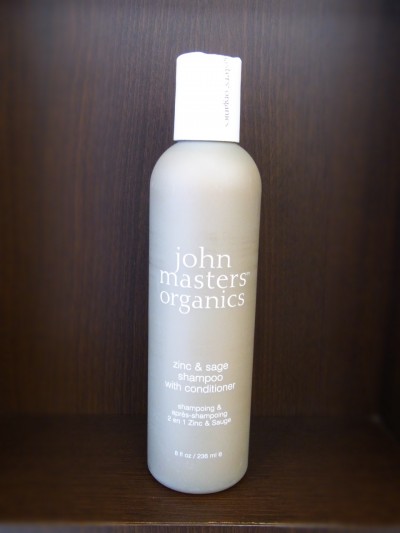 john
masters™
organics
zinc & sage
shampoo
with conditioner
shampoing &
après-shampoing
2 en 1 Zinc & Sauge
8 fl oz / 236 ml e